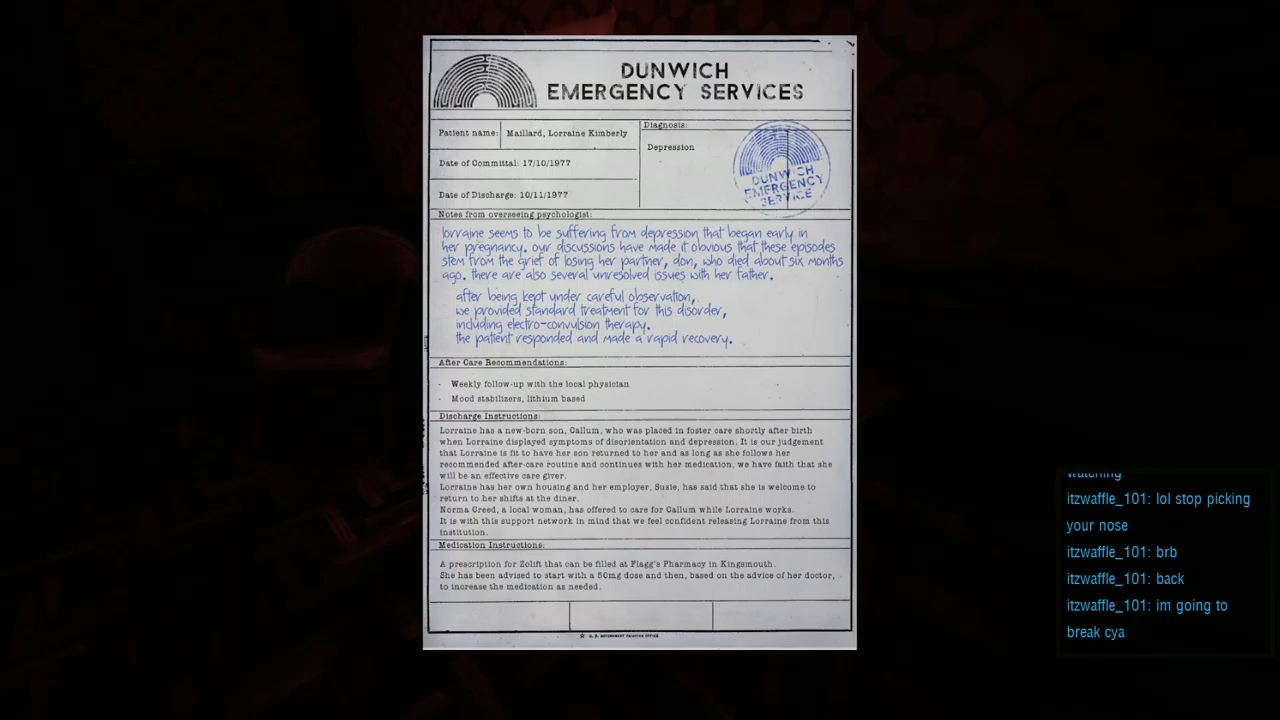 DUNWICH
EMERGENCY SERVICES
Patient name: Maillard, Lorraine Kimberly
Diagnosis:
Depression
Date of Committal: 17/10/1977
Date of Discharge: 10/11/1977
DUNWICH
EMERGENCY
SERVICE
Notes from overseeing psychologist:
lorraine seems to be suffering from depression that began early in
her pregnancy. our discussions have made it obvious that these episodes
stem from the grief of losing her partner, don, who died about six months
ago. there are also several unresolved issues with her father.
after being kept under careful observation,
we provided standard treatment for this disorder,
including electro-convulsion therapy.
the patient responded and made a rapid recovery.
After Care Recommendations:
- Weekly follow-up with the local physician
- Mood stabilizers, lithium based
Discharge Instructions:
Lorraine has a new-born son, Callum, who was placed in foster care shortly after birth
when Lorraine displayed symptoms of disorientation and depression. It is our judgement
that Lorraine is fit to have her son returned to her and as long as she follows her
recommended after-care routine and continues with her medication, we have faith that she
will be an effective care giver.
Lorraine has her own housing and her employer, Susie, has said that she is welcome to
return to her shifts at the diner.
Norma Creed, a local woman, has offered to care for Callum while Lorraine works.
It is with this support network in mind that we feel confident releasing Lorraine from this
institution.
Medication Instructions:
A prescription for Zolift that can be filled at Flagg's Pharmacy in Kingsmouth.
She has been advised to start with a 50mg dose and then, based on the advice of her doctor,
to increase the medication as needed.
U. S. GOVERNMENT PRINTING OFFICE
watching
itzwaffle_101: lol stop picking
your nose
itzwaffle_101: brb
itzwaffle_101: back
itzwaffle_101: im going to
break cya